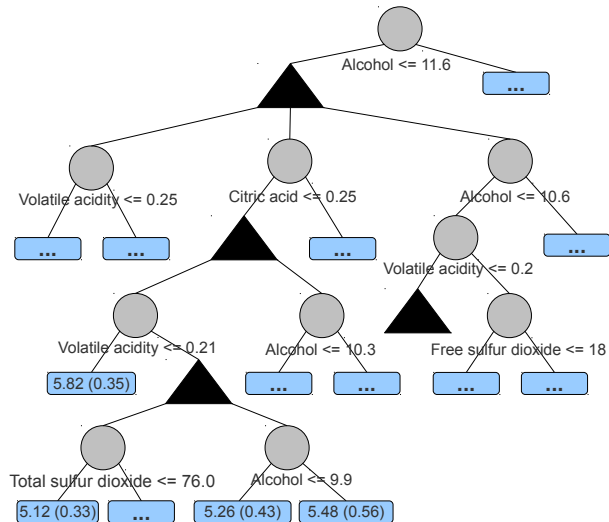 Alcohol <= 11.6
...
Volatile acidity <= 0.25
Citric acid <= 0.25
Alcohol <= 10.6
...
...
...
...
Volatile acidity <= 0.2
Volatile acidity <= 0.21
Alcohol <= 10.3
Free sulfur dioxide <= 18
5.82 (0.35)
...
...
...
...
Total sulfur dioxide <= 76.0
Alcohol <= 9.9
5.12 (0.33)
...
5.26 (0.43)
5.48 (0.56)